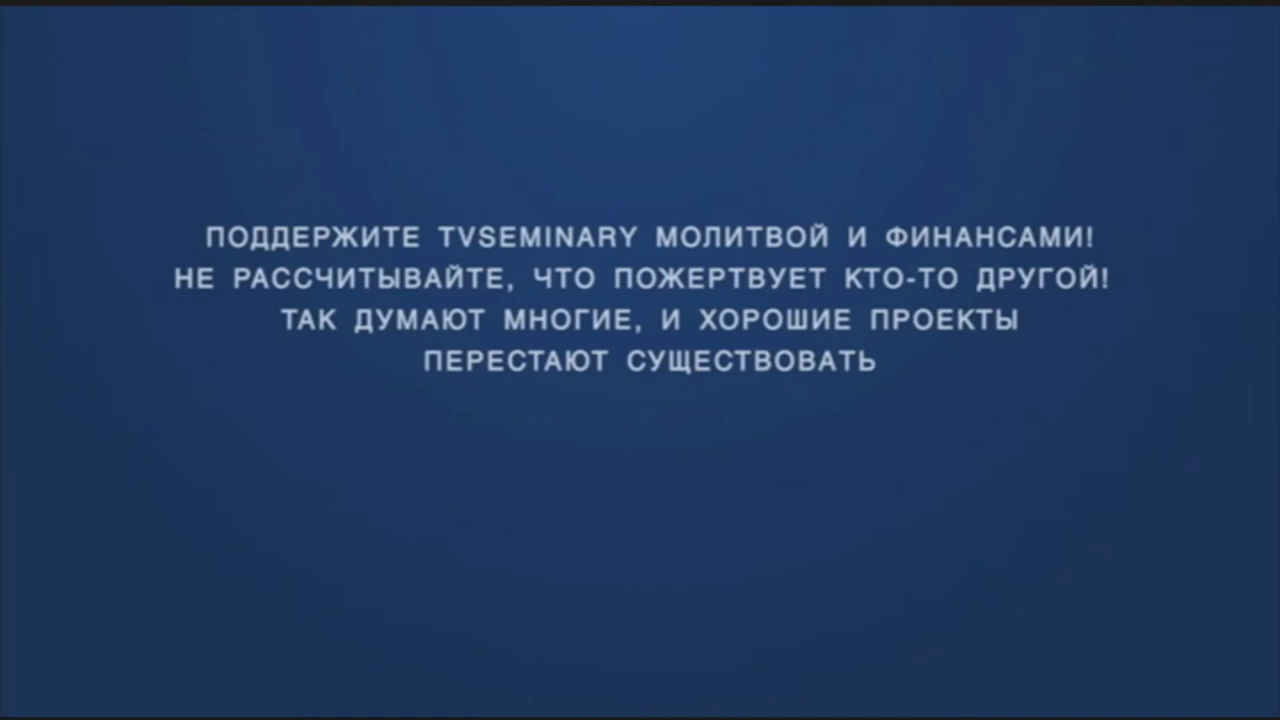 ПОДДЕРЖИТЕ TVSEMINARY МОЛИТВОЙ И ФИНАНСАМИ!
НЕ РАССЧИТЫВАЙТЕ, ЧТО ПОЖЕРТВУЕТ КТО-ТО ДРУГОЙ!
ТАК ДУМАЮТ МНОГИЕ, И ХОРОШИЕ ПРОЕКТЫ
ПЕРЕСТАЮТ СУЩЕСТВОВАТЬ